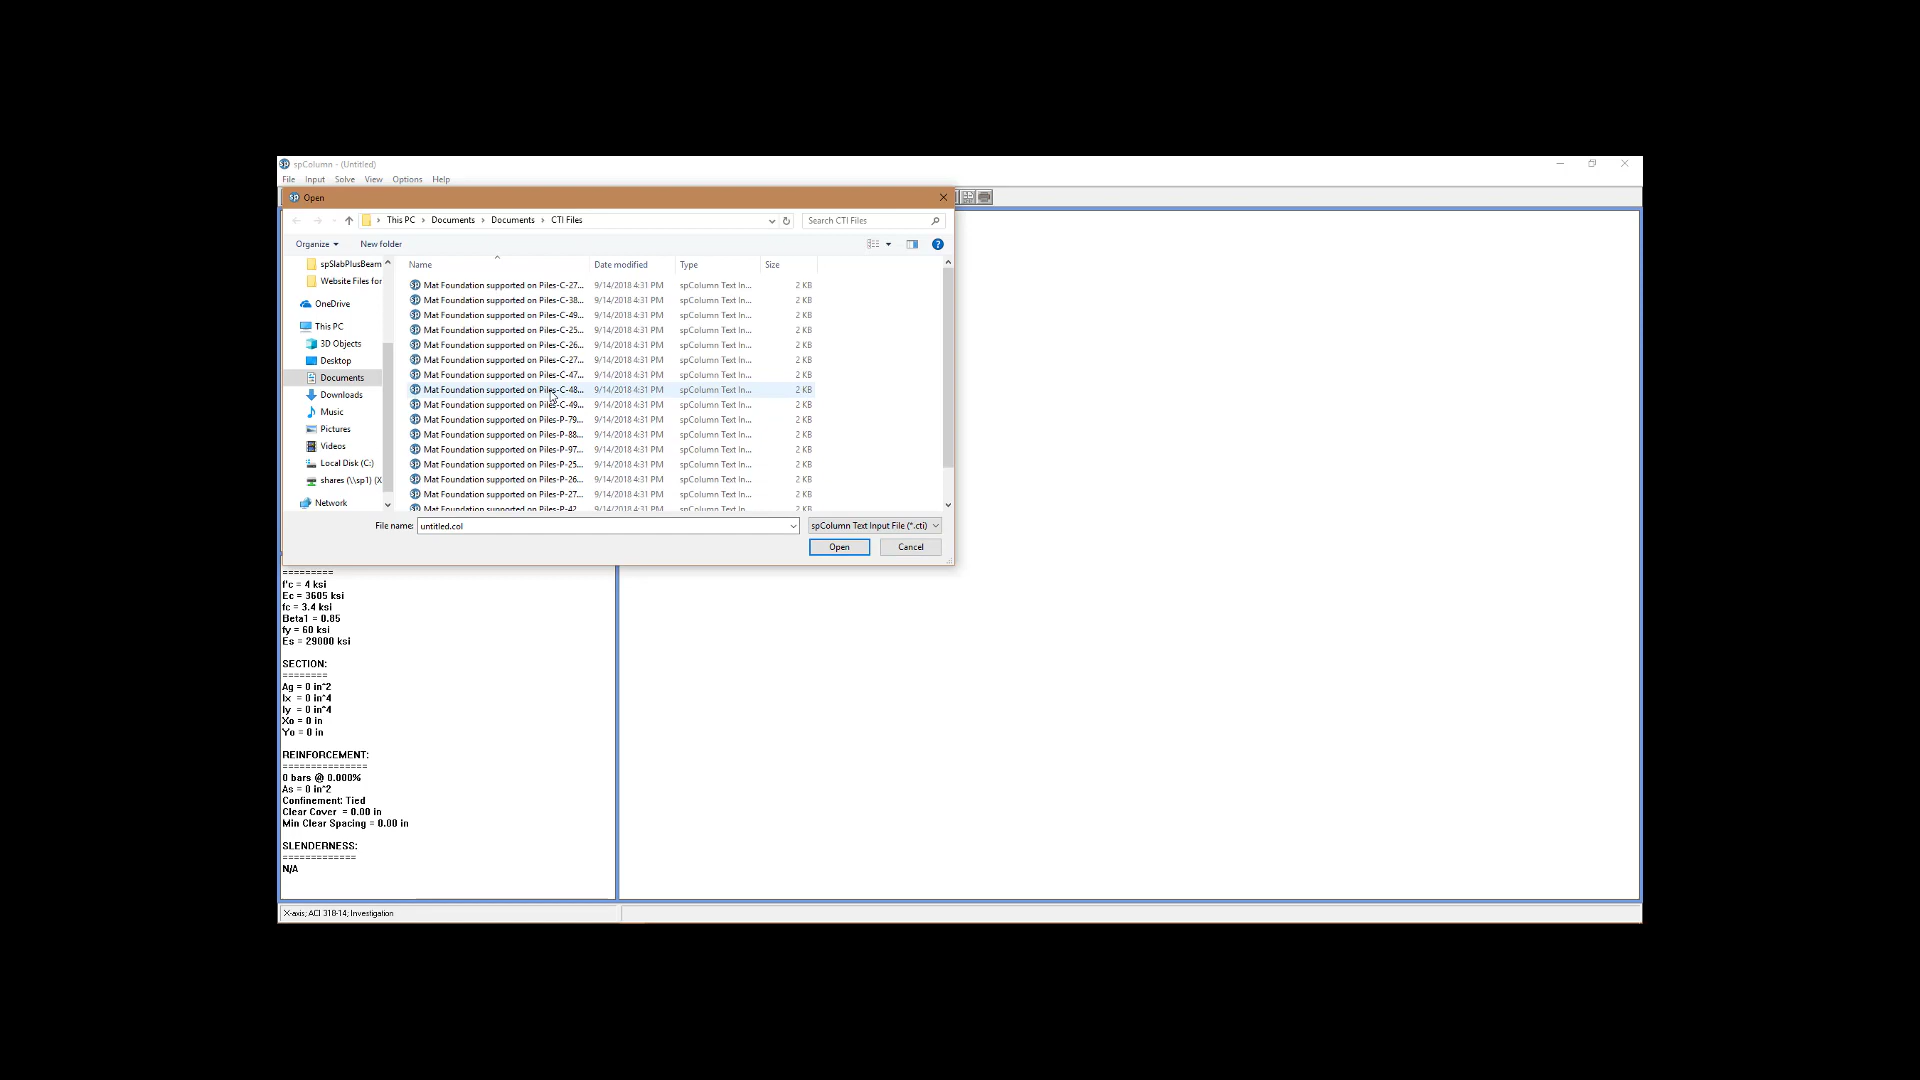 spColumn - (Untitled)
File Input Solve View Options Help
Open
This PC > Documents > Documents > CTI Files
Search CTI Files
Organize New folder
Name Date modified Type Size
spSlabPlusBeam
Website Files for
OneDrive
This PC
3D Objects
Desktop
Documents
Downloads
Music
Pictures
Videos
Local Disk (C:)
shares (\\sp1) (X
Network
Mat Foundation supported on Piles-C-27... 9/14/2018 4:31 PM spColumn Text In... 2 KB
Mat Foundation supported on Piles-C-38... 9/14/2018 4:31 PM spColumn Text In... 2 KB
Mat Foundation supported on Piles-C-49... 9/14/2018 4:31 PM spColumn Text In... 2 KB
Mat Foundation supported on Piles-C-25... 9/14/2018 4:31 PM spColumn Text In... 2 KB
Mat Foundation supported on Piles-C-26... 9/14/2018 4:31 PM spColumn Text In... 2 KB
Mat Foundation supported on Piles-C-27... 9/14/2018 4:31 PM spColumn Text In... 2 KB
Mat Foundation supported on Piles-C-47... 9/14/2018 4:31 PM spColumn Text In... 2 KB
Mat Foundation supported on Piles-C-48... 9/14/2018 4:31 PM spColumn Text In... 2 KB
Mat Foundation supported on Piles-C-49... 9/14/2018 4:31 PM spColumn Text In... 2 KB
Mat Foundation supported on Piles-P-79... 9/14/2018 4:31 PM spColumn Text In... 2 KB
Mat Foundation supported on Piles-P-88... 9/14/2018 4:31 PM spColumn Text In... 2 KB
Mat Foundation supported on Piles-P-97... 9/14/2018 4:31 PM spColumn Text In... 2 KB
Mat Foundation supported on Piles-P-25... 9/14/2018 4:31 PM spColumn Text In... 2 KB
Mat Foundation supported on Piles-P-26... 9/14/2018 4:31 PM spColumn Text In... 2 KB
Mat Foundation supported on Piles-P-27... 9/14/2018 4:31 PM spColumn Text In... 2 KB
Mat Foundation supported on Piles-P-42... 9/14/2018 4:31 PM spColumn Text In... 2 KB
File name: untitled.col spColumn Text Input File (*.cti)
Open Cancel
=========
f'c = 4 ksi
Ec = 3605 ksi
fc = 3.4 ksi
Beta1 = 0.85
fy = 60 ksi
Es = 29000 ksi
SECTION:
========
Ag = 0 in^2
Ix = 0 in^4
Iy = 0 in^4
Xo = 0 in
Yo = 0 in
REINFORCEMENT:
==============
0 bars @ 0.000%
As = 0 in^2
Confinement: Tied
Clear Cover = 0.00 in
Min Clear Spacing = 0.00 in
SLENDERNESS:
============
N/A
X-axis; ACI 318-14; Investigation